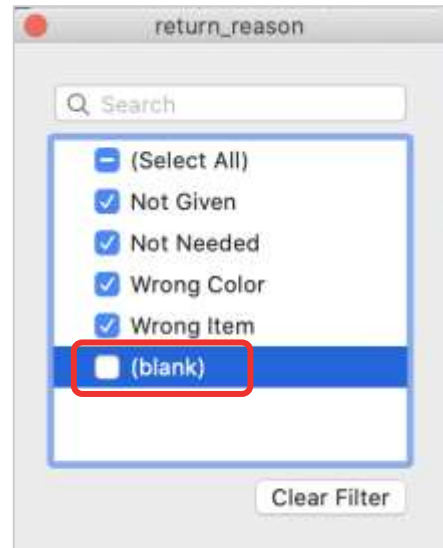 return_reason
Search
(Select All)
Not Given
Not Needed
Wrong Color
Wrong Item
(blank)
Clear Filter